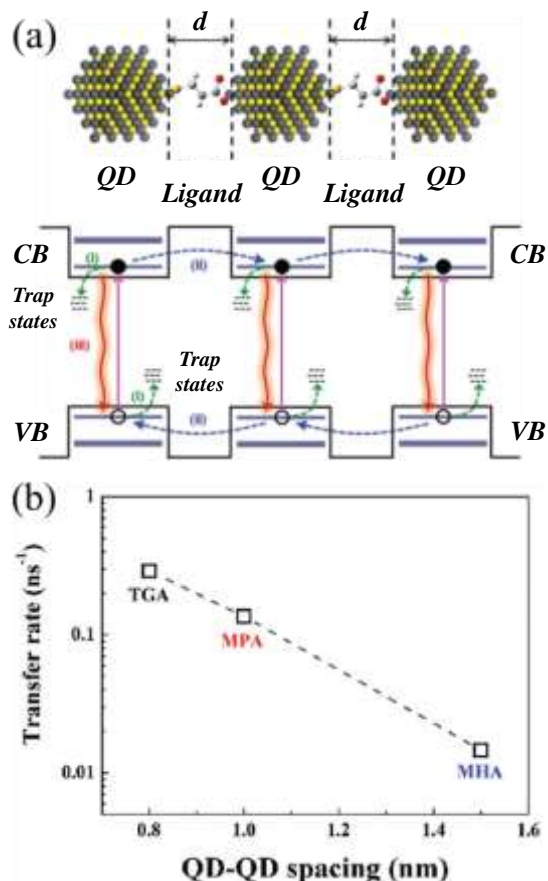 (a)
d d
QD QD QD
Ligand Ligand
CB (i) (ii) CB
Trap
states
(iii)
Trap
states
(i)
VB (ii) VB
(b)
1
0.1
0.01
Transfer rate (ns⁻¹)
TGA
MPA
MHA
0.8 1.0 1.2 1.4 1.6
QD-QD spacing (nm)